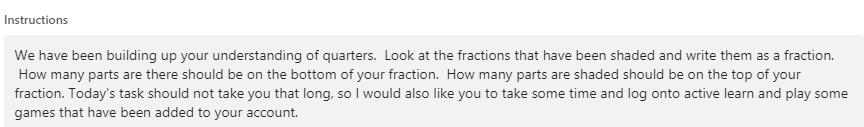 Instructions
We have been building up your understanding of quarters.  Look at the fractions that have been shaded and write them as a fraction.
How many parts are there should be on the bottom of your fraction.  How many parts are shaded should be on the top of your
fraction. Today's task should not take you that long, so I would also like you to take some time and log onto active learn and play some
games that have been added to your account.